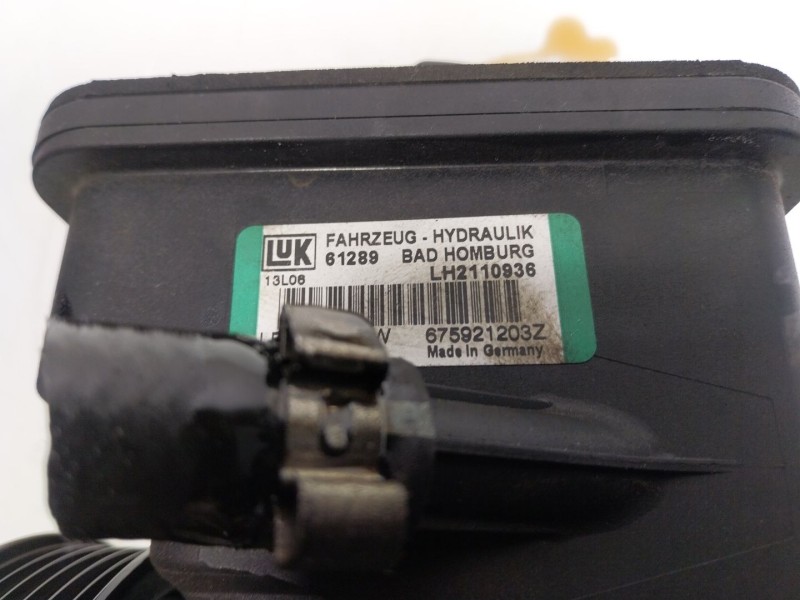 LUK FAHRZEUG - HYDRAULIK
61289 BAD HOMBURG
13L06 LH2110936
675921203Z
Made in Germany